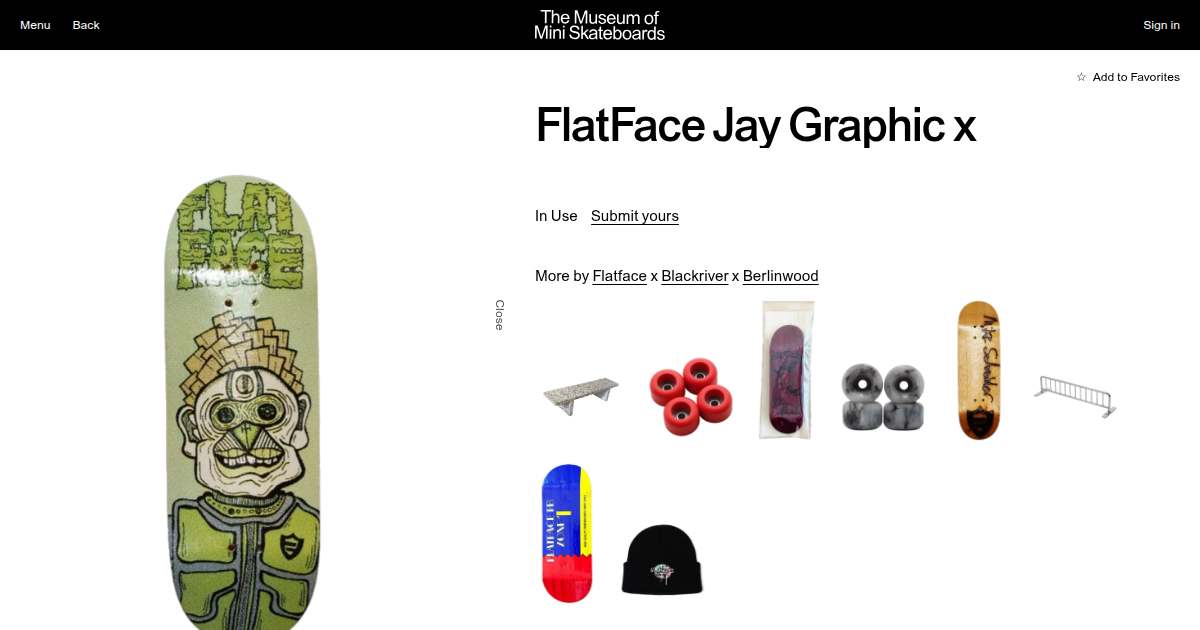 Menu
Back
The Museum of
Mini Skateboards
Sign in
☆ Add to Favorites
FlatFace Jay Graphic x
In Use Submit yours
More by Flatface x Blackriver x Berlinwood
Close
FLAT
FACE